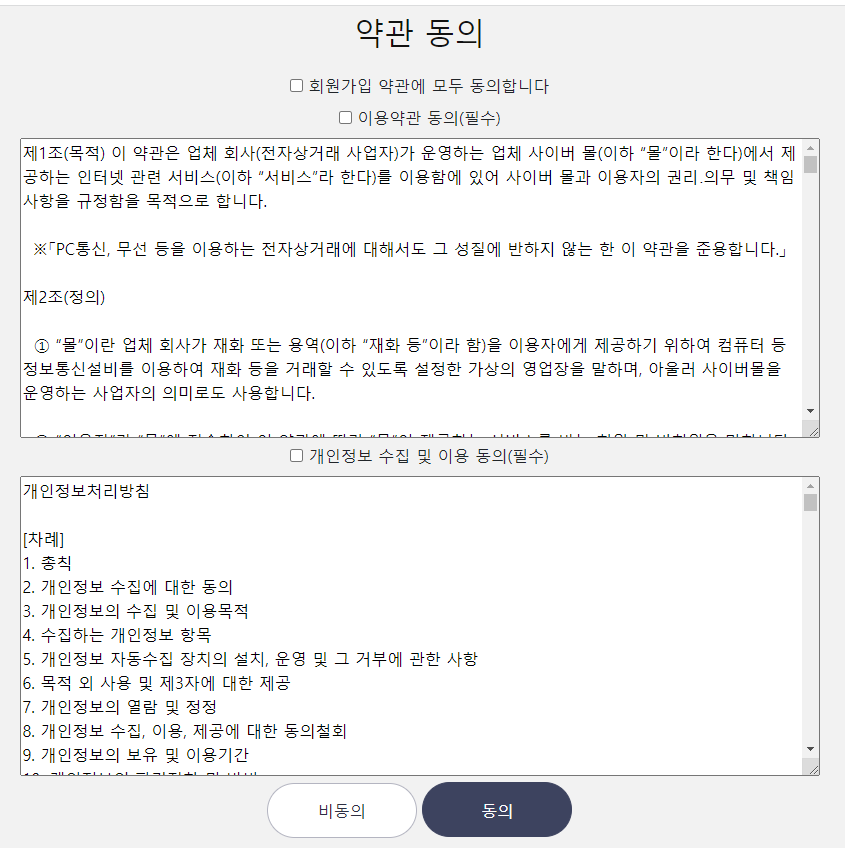 약관 동의
회원가입 약관에 모두 동의합니다
이용약관 동의(필수)
제1조(목적) 이 약관은 업체 회사(전자상거래 사업자)가 운영하는 업체 사이버 몰(이하 “몰”이라 한다)에서 제
공하는 인터넷 관련 서비스(이하 “서비스”라 한다)를 이용함에 있어 사이버 몰과 이용자의 권리.의무 및 책임
사항을 규정함을 목적으로 합니다.
※「PC통신, 무선 등을 이용하는 전자상거래에 대해서도 그 성질에 반하지 않는 한 이 약관을 준용합니다.」
제2조(정의)
① “몰”이란 업체 회사가 재화 또는 용역(이하 “재화 등”이라 함)을 이용자에게 제공하기 위하여 컴퓨터 등
정보통신설비를 이용하여 재화 등을 거래할 수 있도록 설정한 가상의 영업장을 말하며, 아울러 사이버몰을
운영하는 사업자의 의미로도 사용합니다.
개인정보 수집 및 이용 동의(필수)
개인정보처리방침
[차례]
1. 총칙
2. 개인정보 수집에 대한 동의
3. 개인정보의 수집 및 이용목적
4. 수집하는 개인정보 항목
5. 개인정보 자동수집 장치의 설치, 운영 및 그 거부에 관한 사항
6. 목적 외 사용 및 제3자에 대한 제공
7. 개인정보의 열람 및 정정
8. 개인정보 수집, 이용, 제공에 대한 동의철회
9. 개인정보의 보유 및 이용기간
비동의
동의